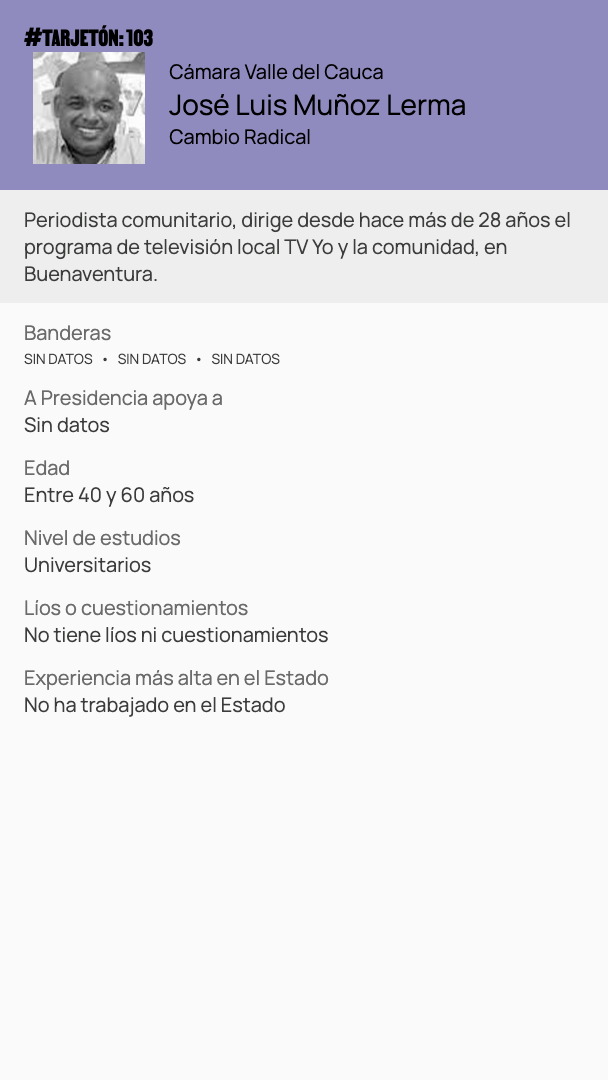 #TARJETÓN: 103
Cámara Valle del Cauca
José Luis Muñoz Lerma
Cambio Radical
Periodista comunitario, dirige desde hace más de 28 años el
programa de televisión local TV Yo y la comunidad, en
Buenaventura.
Banderas
SIN DATOS • SIN DATOS • SIN DATOS
A Presidencia apoya a
Sin datos
Edad
Entre 40 y 60 años
Nivel de estudios
Universitarios
Líos o cuestionamientos
No tiene líos ni cuestionamientos
Experiencia más alta en el Estado
No ha trabajado en el Estado